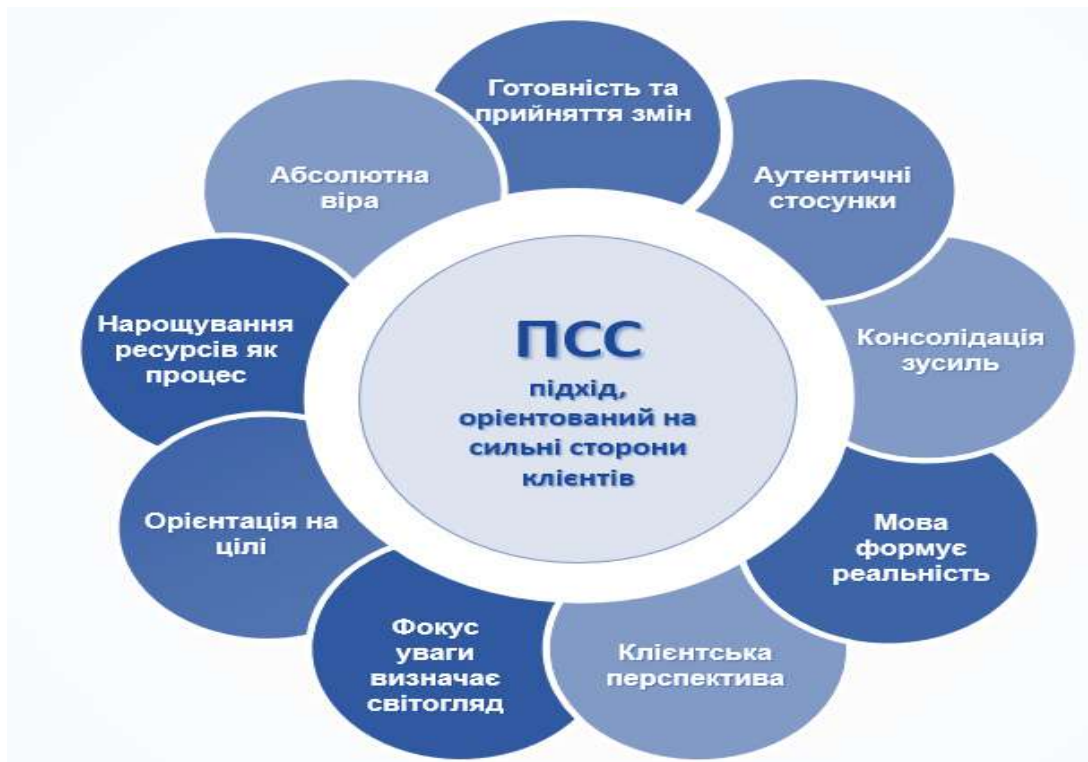 Готовність та
прийняття змін
Аутентичні
стосунки
Консолідація
зусиль
Мова
формує
реальність
Клієнтська
перспектива
Фокус
уваги
визначає
світогляд
Орієнтація на
цілі
Нарощування
ресурсів як
процес
Абсолютна
віра
ПСС
підхід,
орієнтований на
сильні сторони
клієнтів